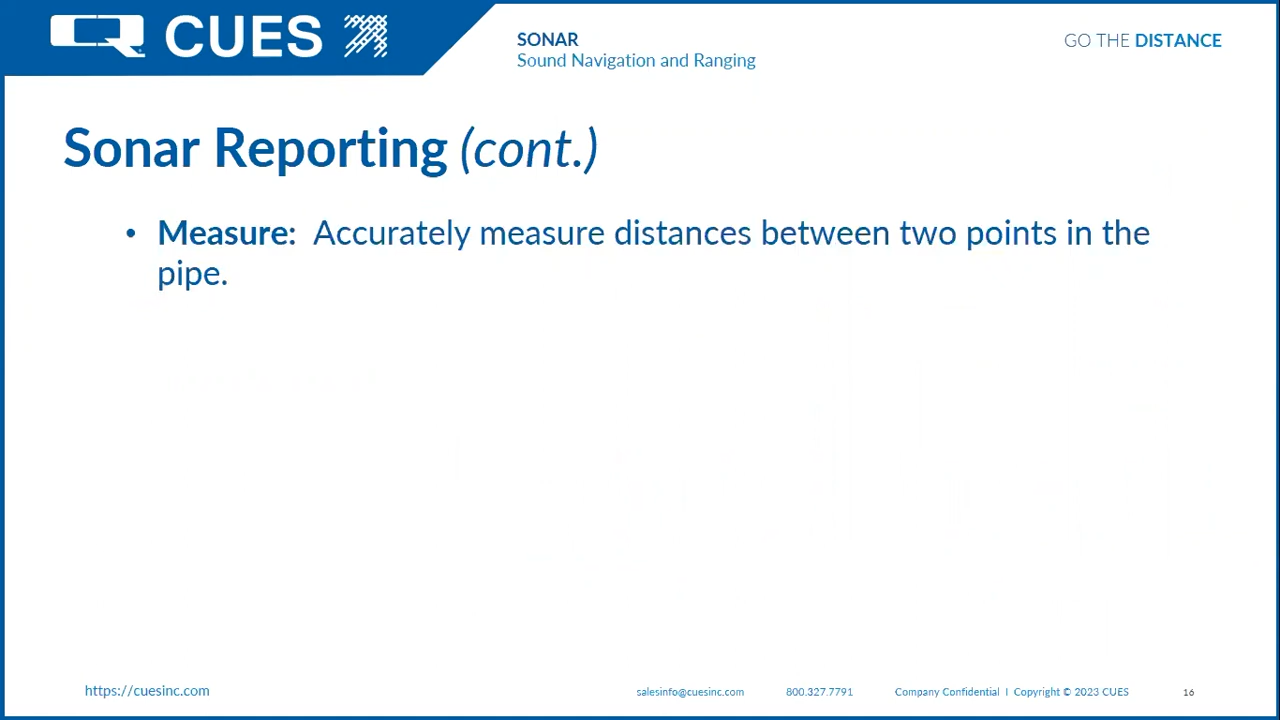 CUES
SONAR
Sound Navigation and Ranging
GO THE DISTANCE
Sonar Reporting (cont.)
• Measure: Accurately measure distances between two points in the
pipe.
https://cuesinc.com
salesinfo@cuesinc.com
800.327.7791
Company Confidential I Copyright © 2023 CUES
16